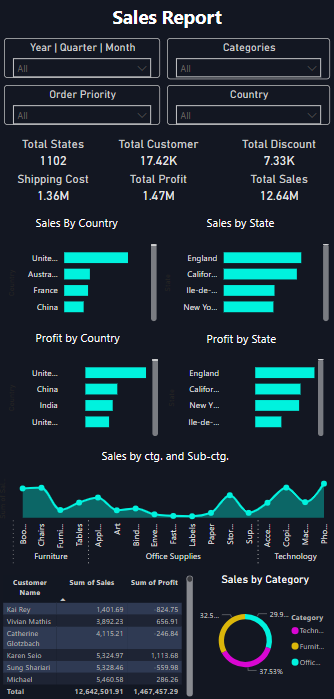 Sales Report
Year | Quarter | Month
Categories
All
All
Order Priority
Country
All
All
Total States
Total Customer
Total Discount
1102
17.42K
7.33K
Shipping Cost
Total Profit
Total Sales
1.36M
1.47M
12.64M
Sales By Country
Unite...
Austra...
France
China
Sales by State
England
Califor...
Ile-de-...
New Yo...
Profit by Country
Unite...
China
India
Unite...
Profit by State
England
Califor...
New Y...
Ile-de-...
Sales by ctg. and Sub-ctg.
Boo...
Chairs
Furni...
Tables
Appl...
Art
Bind...
Enve...
Fast...
Labels
Paper
Stor...
Sup...
Acce...
Copi...
Mac...
Pho...
Furniture
Office Supplies
Technology
Customer Name
Sum of Sales
Sum of Profit
Kai Rey 1,401.69 -824.75
Vivian Mathis 3,892.23 656.91
Catherine Glotzbach 4,115.21 -246.84
Karen Seio 5,324.97 1,113.68
Sung Shariari 5,328.46 -559.98
Michael 5,460.58 286.26
Total 12,642,501.91 1,467,457.29
Sales by Category
32.5...
29.9...
37.53%
Category
Techn...
Furnit...
Offic...